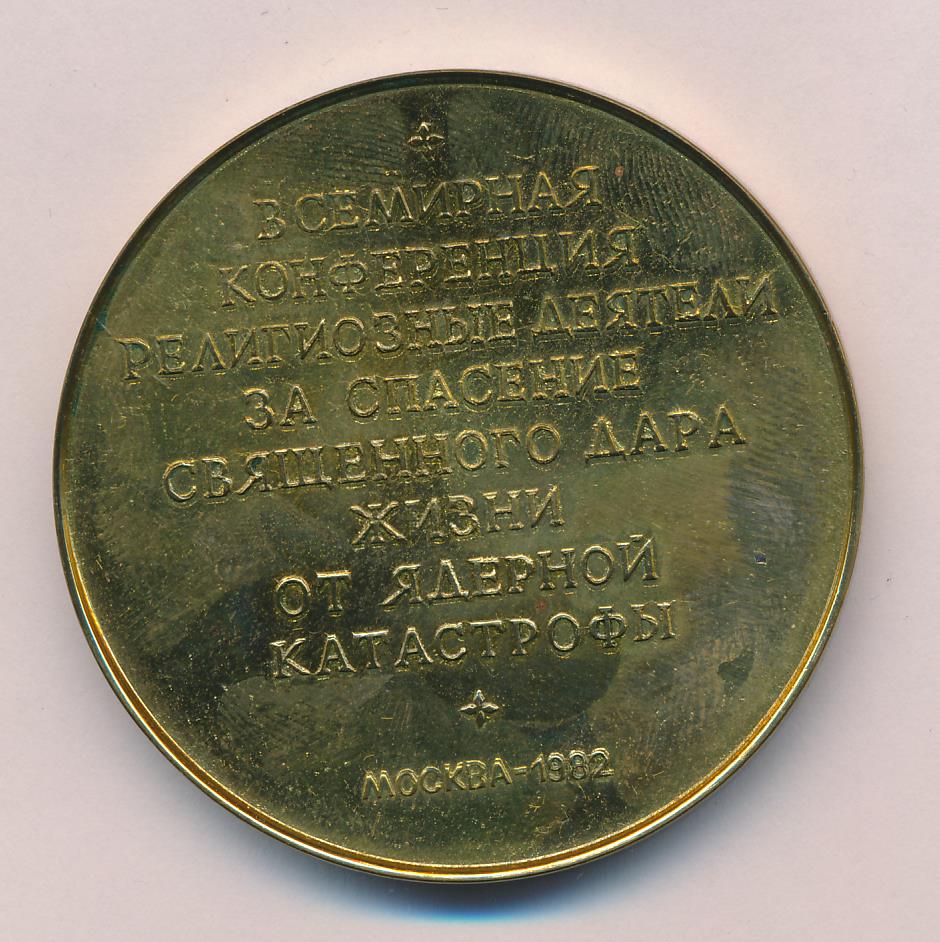 ВСЕМИРНАЯ
КОНФЕРЕНЦИЯ
РЕЛИГИОЗНЫЕ ДЕЯТЕЛИ
ЗА СПАСЕНИЕ
СВЯЩЕННОГО ДАРА
ЖИЗНИ
ОТ ЯДЕРНОЙ
КАТАСТРОФЫ
МОСКВА-1982